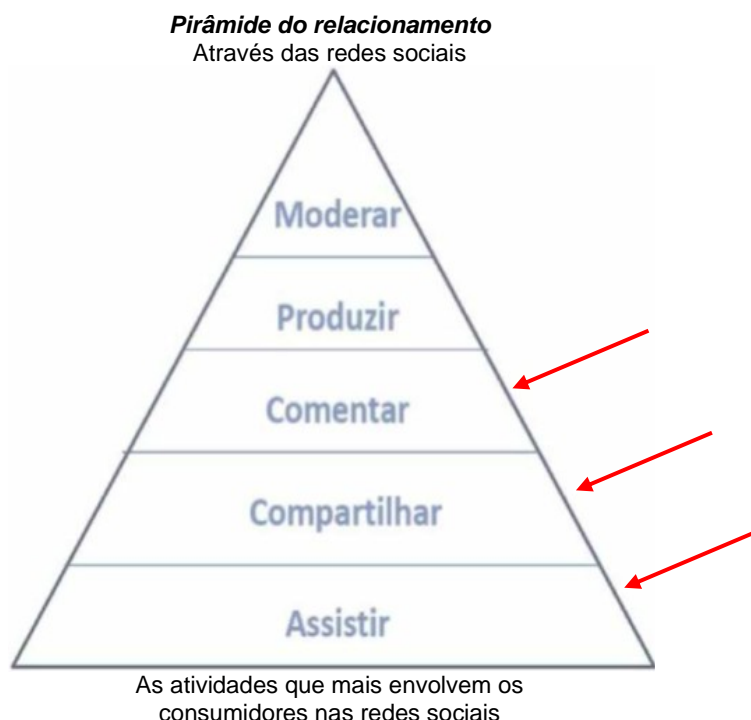 Pirâmide do relacionamento
Através das redes sociais
Moderar
Produzir
Comentar
Compartilhar
Assistir
As atividades que mais envolvem os
consumidores nas redes sociais